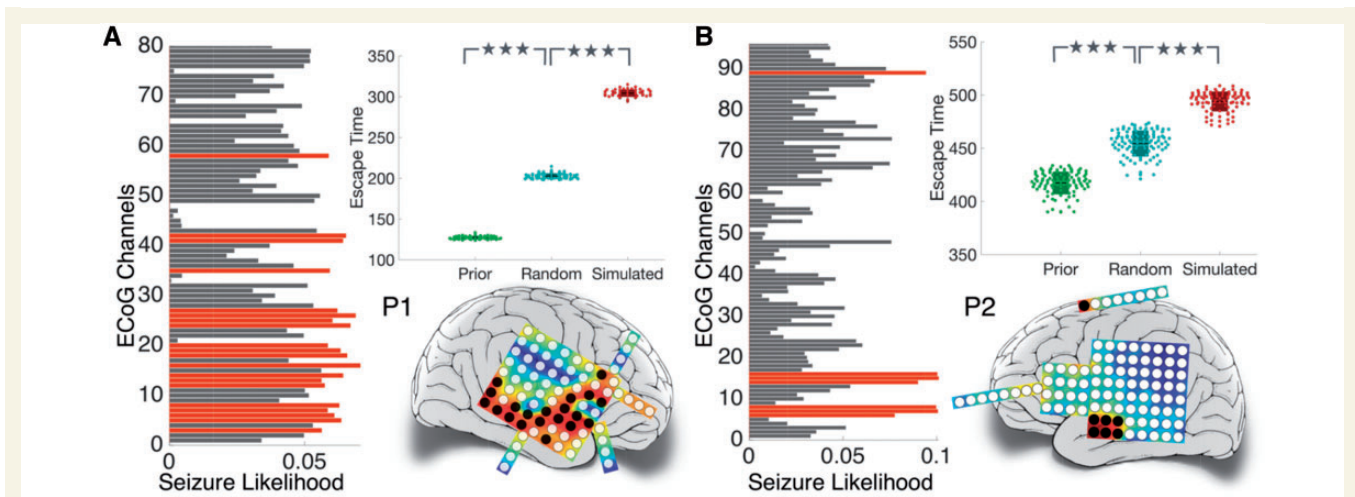 A
80
70
60
50
40
30
20
10
0
ECoG Channels
0
0.05
Seizure Likelihood
★★★ ★★★
350
300
250
200
150
100
Escape Time
Prior
Random
Simulated
P1
B
90
80
70
60
50
40
30
20
10
0
ECoG Channels
0
0.05
0.1
Seizure Likelihood
★★★ ★★★
550
500
450
400
350
Escape Time
Prior
Random
Simulated
P2